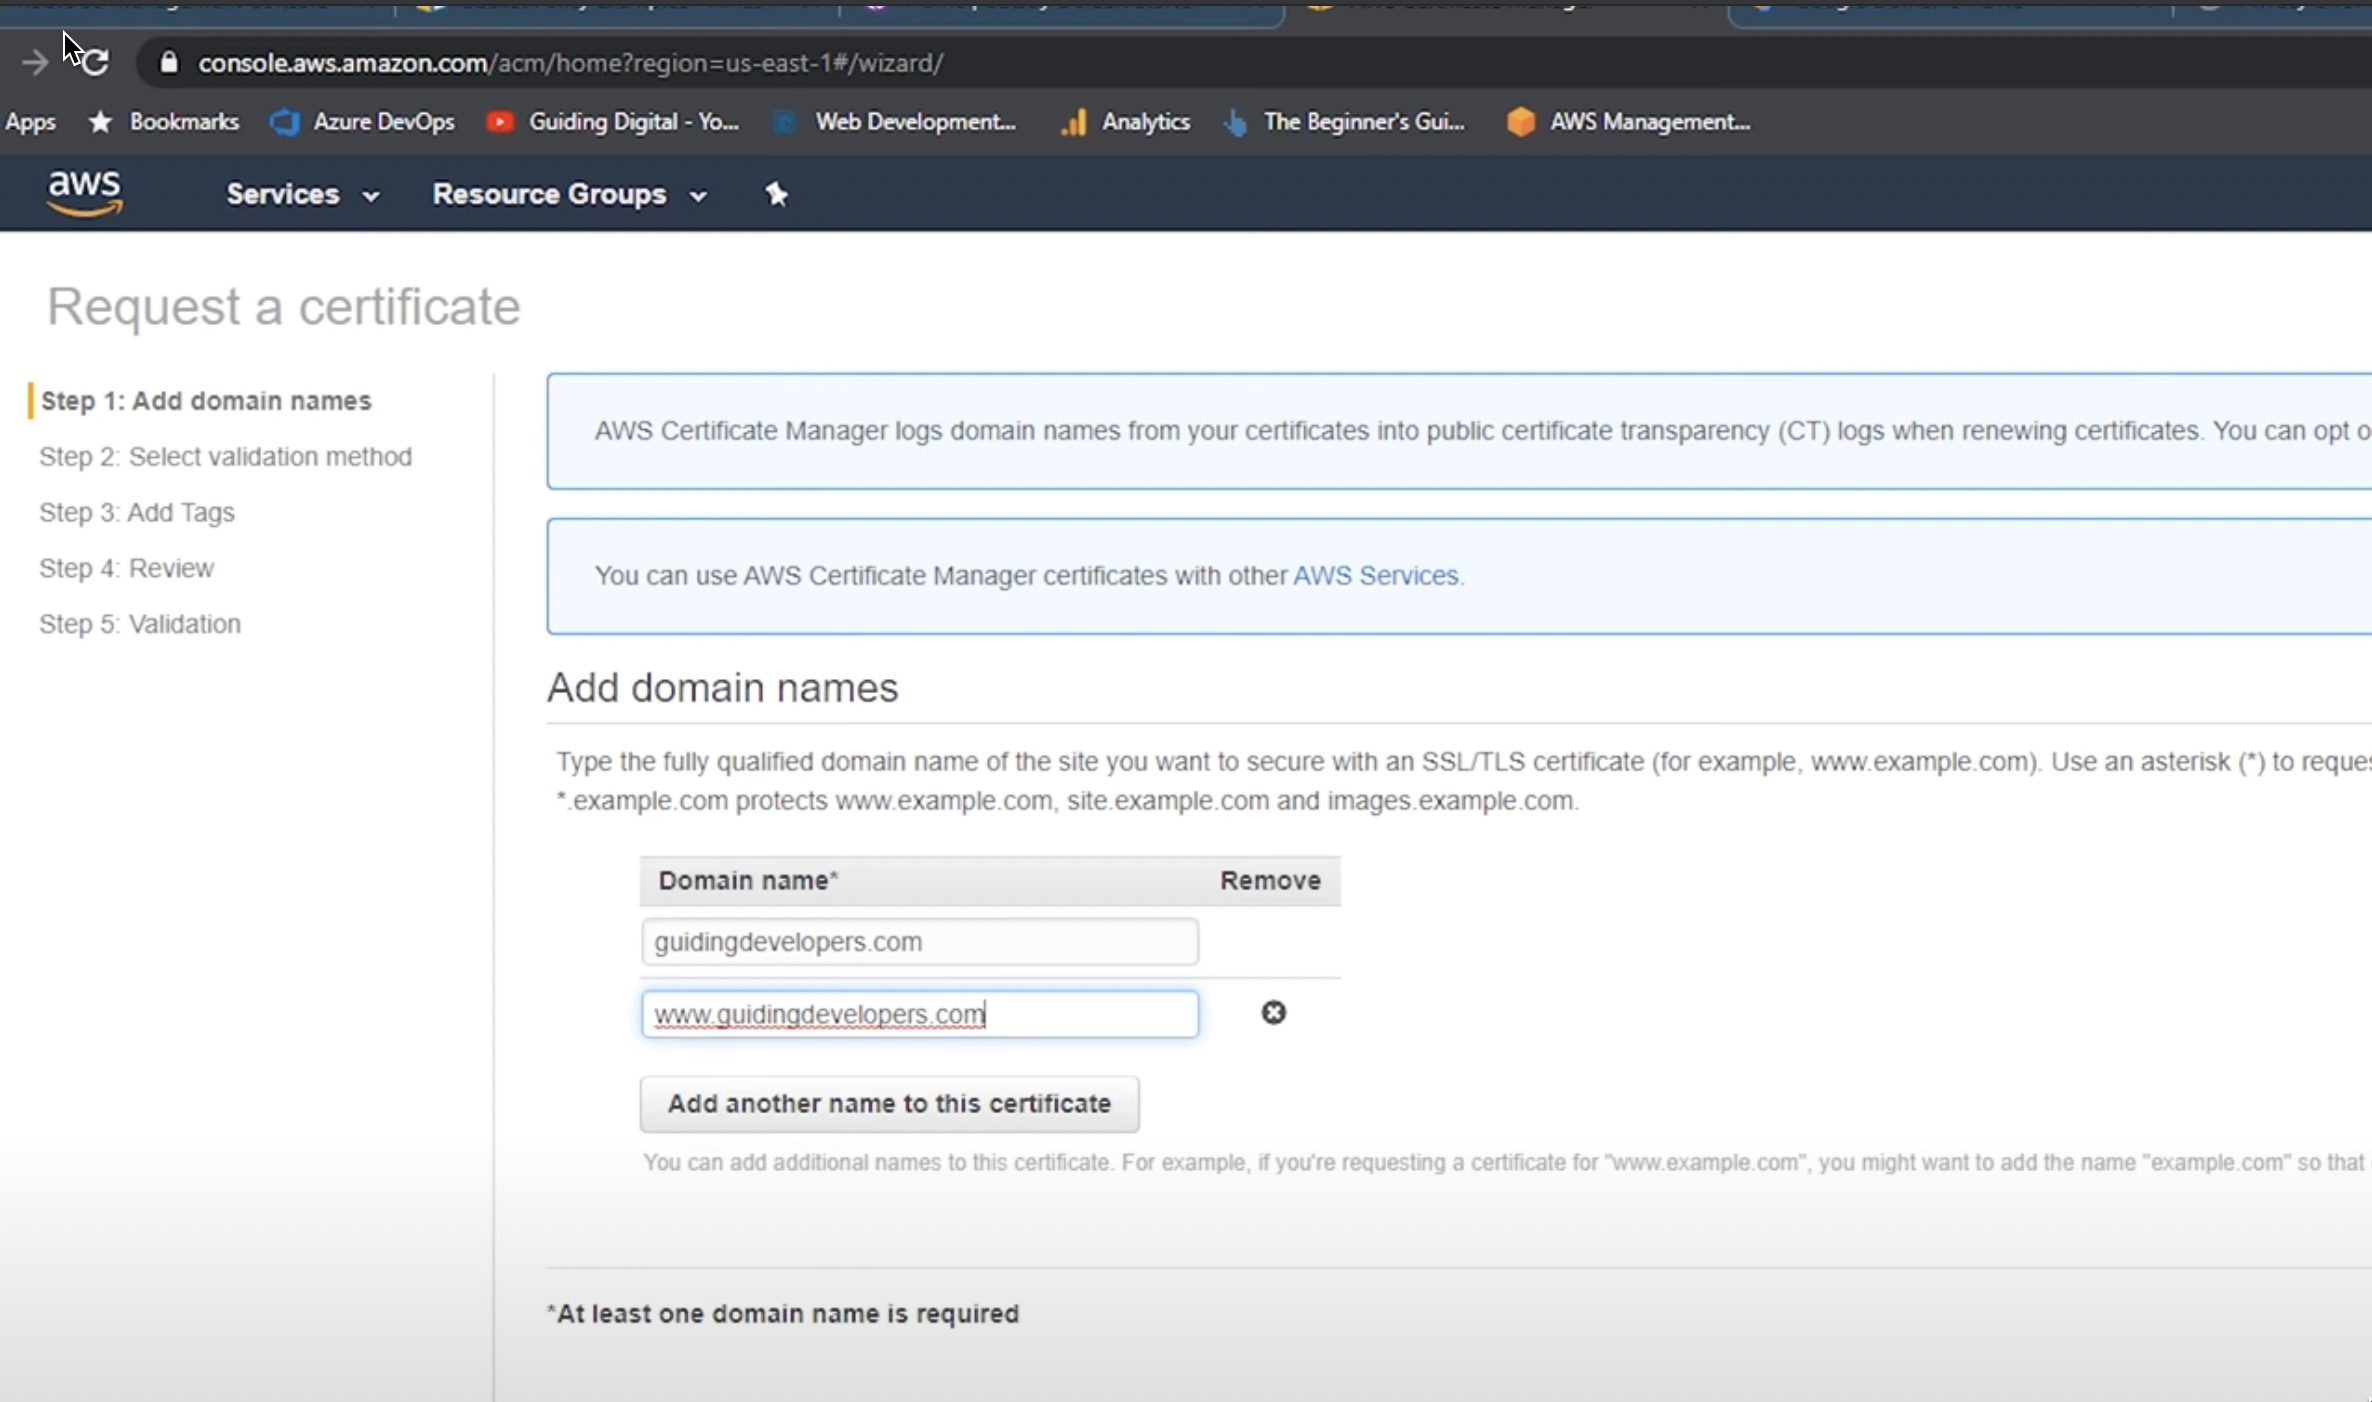 console.aws.amazon.com/acm/home?region=us-east-1#/wizard/
Apps Bookmarks Azure DevOps Guiding Digital - Yo... Web Development... Analytics The Beginner's Gui... AWS Management...
aws Services Resource Groups
Request a certificate
Step 1: Add domain names
Step 2: Select validation method
Step 3: Add Tags
Step 4: Review
Step 5: Validation
AWS Certificate Manager logs domain names from your certificates into public certificate transparency (CT) logs when renewing certificates. You can opt o
You can use AWS Certificate Manager certificates with other AWS Services.
Add domain names
Type the fully qualified domain name of the site you want to secure with an SSL/TLS certificate (for example, www.example.com). Use an asterisk (*) to reques
*.example.com protects www.example.com, site.example.com and images.example.com.
Domain name* Remove
guidingdevelopers.com
www.guidingdevelopers.com
Add another name to this certificate
You can add additional names to this certificate. For example, if you're requesting a certificate for "www.example.com", you might want to add the name "example.com" so that
*At least one domain name is required